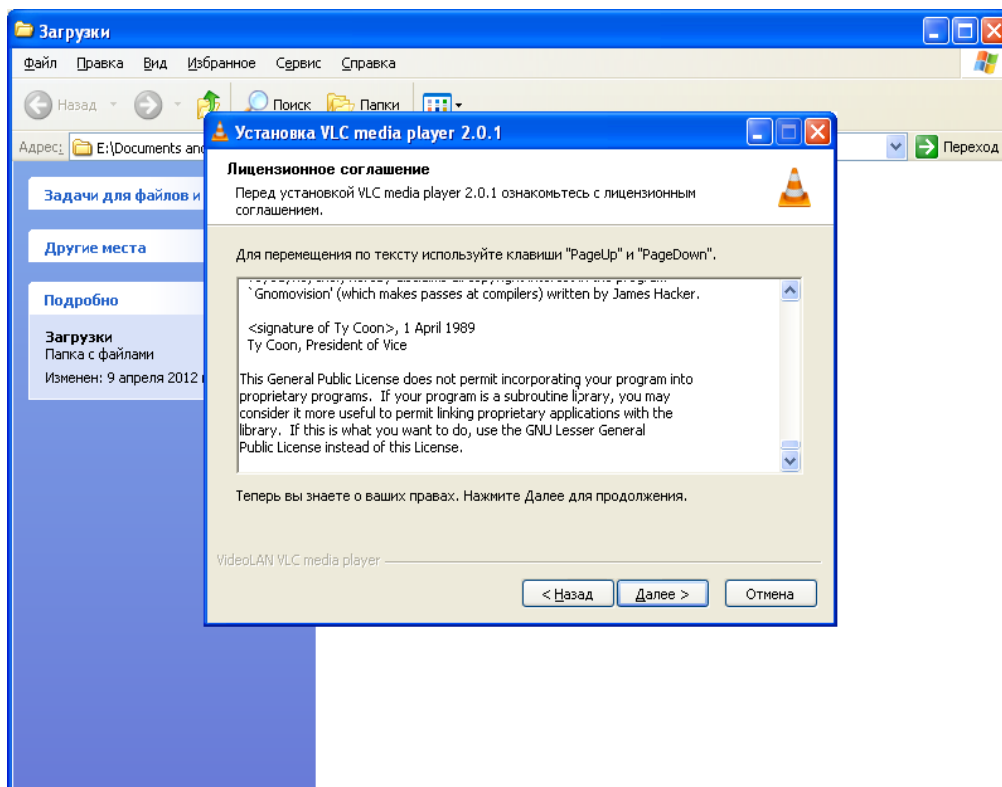 Загрузки
Файл Правка Вид Избранное Сервис Справка
Назад Поиск Папки
Адрес: E:\Documents and Переход
Задачи для файлов и
Другие места
Подробно
Загрузки
Папка с файлами
Изменен: 9 апреля 2012
Установка VLC media player 2.0.1
Лицензионное соглашение
Перед установкой VLC media player 2.0.1 ознакомьтесь с лицензионным
соглашением.
Для перемещения по тексту используйте клавиши "PageUp" и "PageDown".
`Gnomovision' (which makes passes at compilers) written by James Hacker.
<signature of Ty Coon>, 1 April 1989
Ty Coon, President of Vice
This General Public License does not permit incorporating your program into
proprietary programs. If your program is a subroutine library, you may
consider it more useful to permit linking proprietary applications with the
library. If this is what you want to do, use the GNU Lesser General
Public License instead of this License.
Теперь вы знаете о ваших правах. Нажмите Далее для продолжения.
VideoLAN VLC media player
< Назад Далее > Отмена